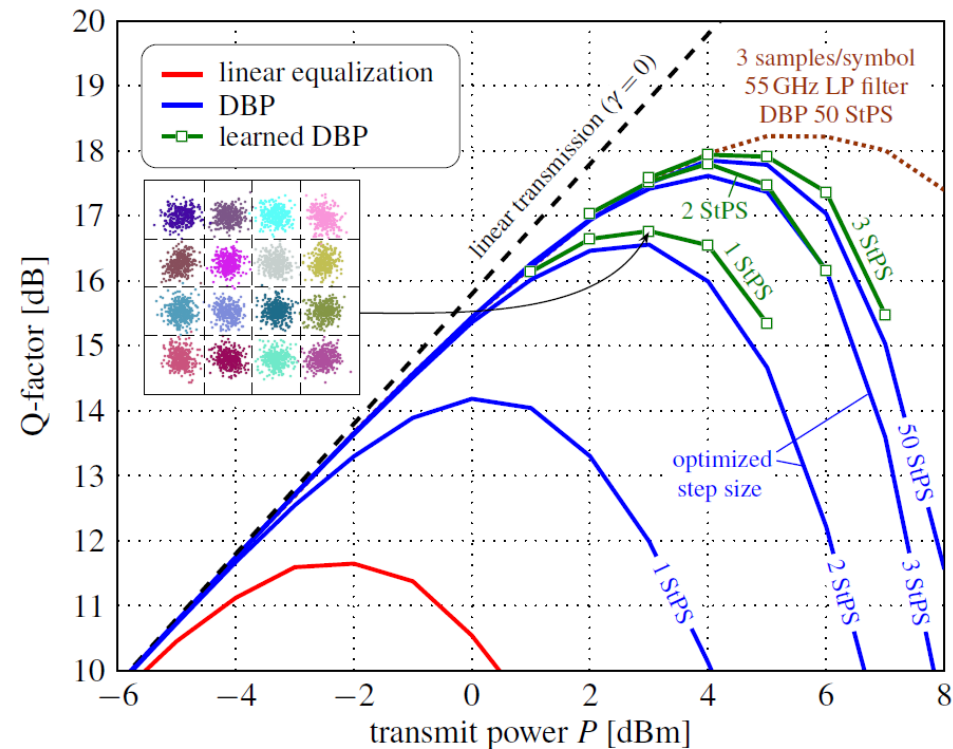 20
19
18
17
16
15
14
13
12
11
10
Q-factor [dB]
linear equalization
DBP
learned DBP
linear transmission (γ = 0)
3 samples/symbol
55 GHz LP filter
DBP 50 StPS
2 StPS
1 StPS
3 StPS
optimized
step size
1 StPS
2 StPS
3 StPS
50 StPS
−6
−4
−2
0
2
4
6
8
transmit power P [dBm]